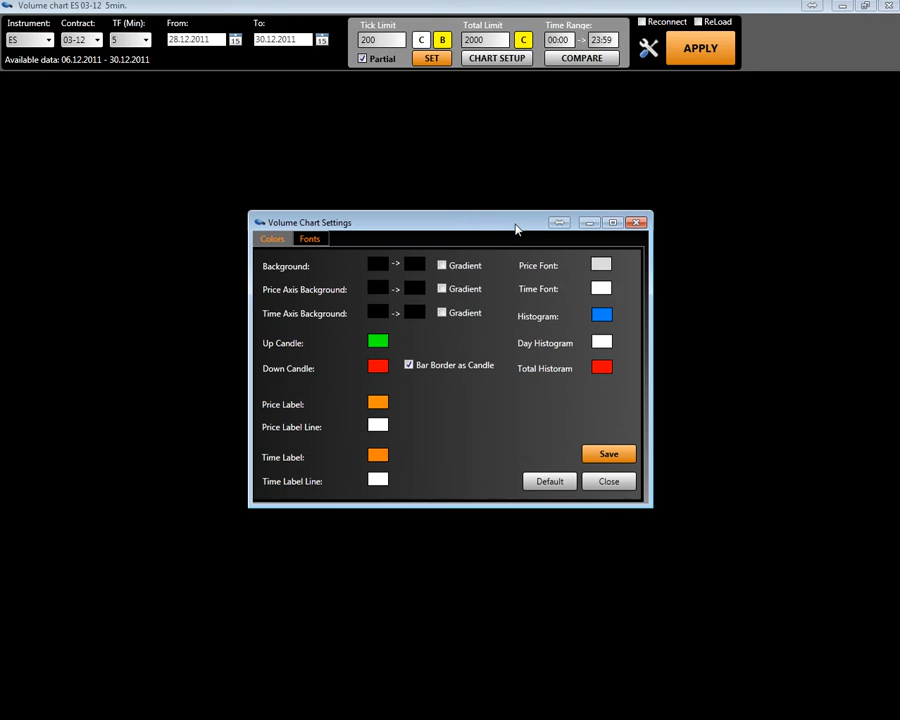 Volume chart ES 03-12 5min.
Instrument: Contract: TF (Min): From: To: Tick Limit Total Limit Time Range: Reconnect ReLoad
ES 03-12 5 28.12.2011 15 30.12.2011 15 200 C B 2000 C 00:00 -> 23:59 APPLY
Available data: 06.12.2011 - 30.12.2011 Partial SET CHART SETUP COMPARE
Volume Chart Settings
Colors Fonts
Background: -> Gradient Price Font:
Price Axis Background: -> Gradient Time Font:
Time Axis Background: -> Gradient Histogram:
Up Candle: Day Histogram
Down Candle: Bar Border as Candle Total Historam
Price Label:
Price Label Line:
Time Label: Save
Time Label Line: Default Close